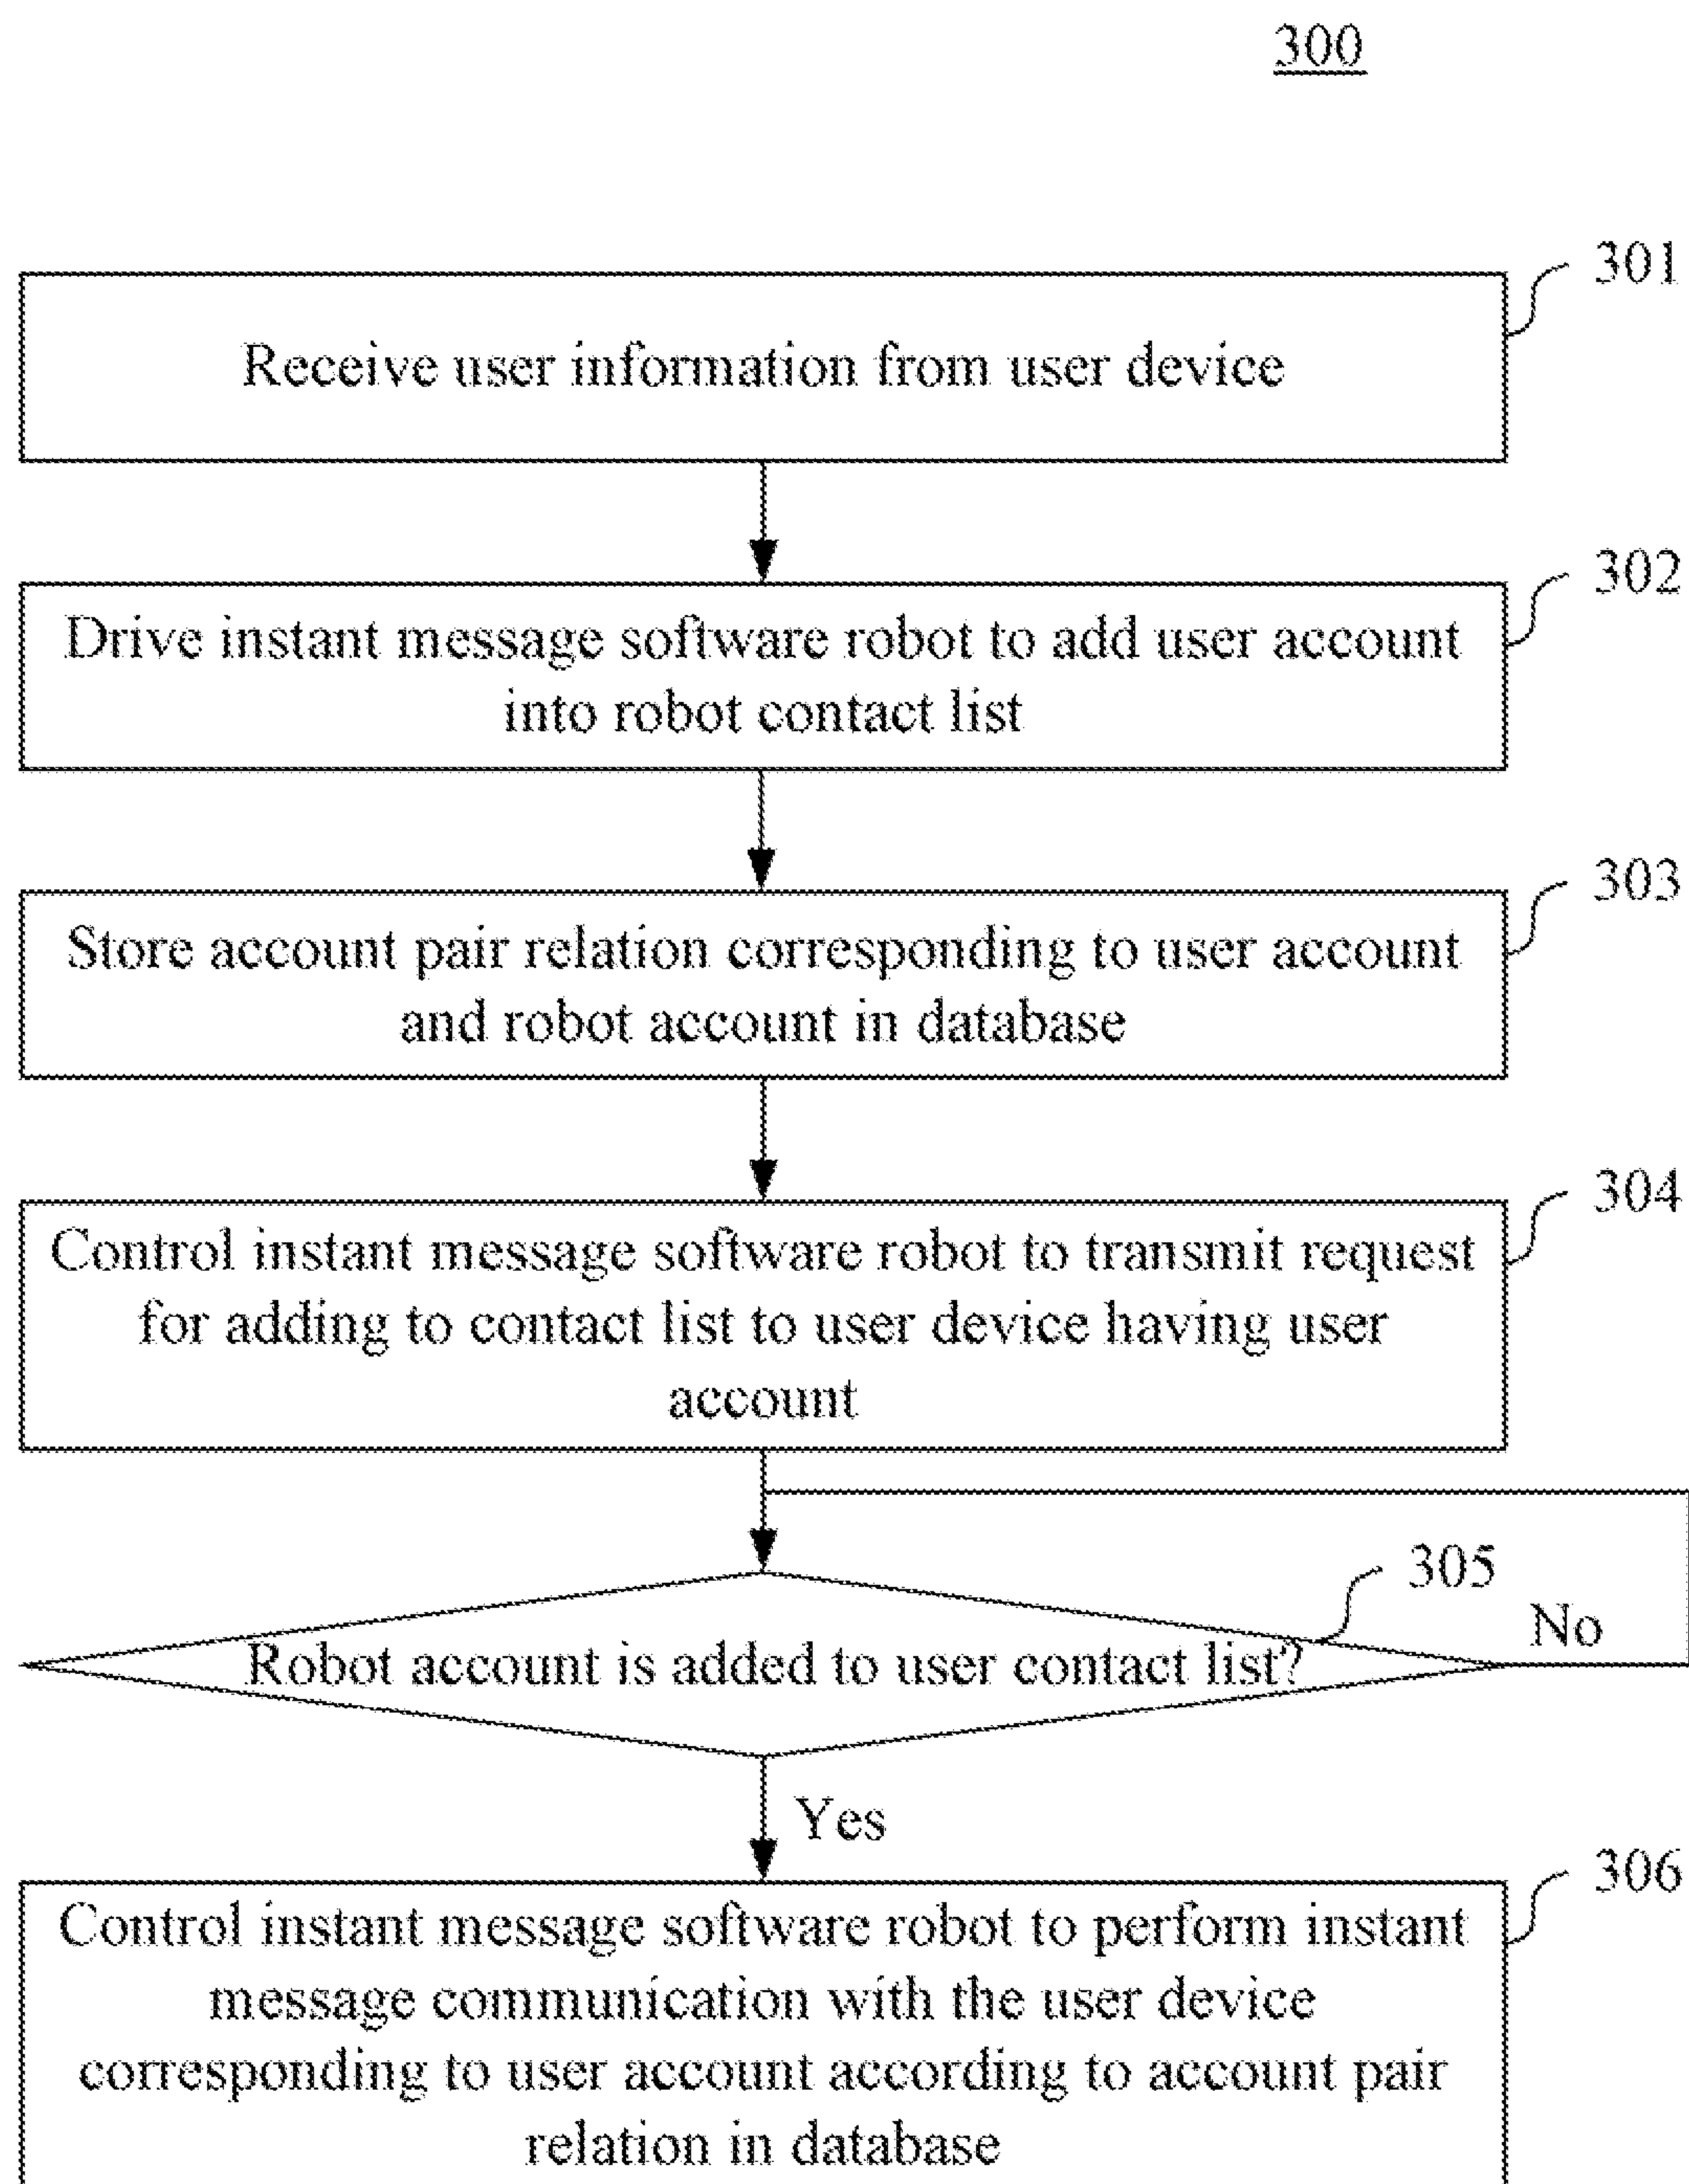 300
301
Receive user information from user device
302
Drive instant message software robot to add user account
into robot contact list
303
Store account pair relation corresponding to user account
and robot account in database
304
Control instant message software robot to transmit request
for adding to contact list to user device having user
account
305
No
Robot account is added to user contact list?
Yes
306
Control instant message software robot to perform instant
message communication with the user device
corresponding to user account according to account pair
relation in database